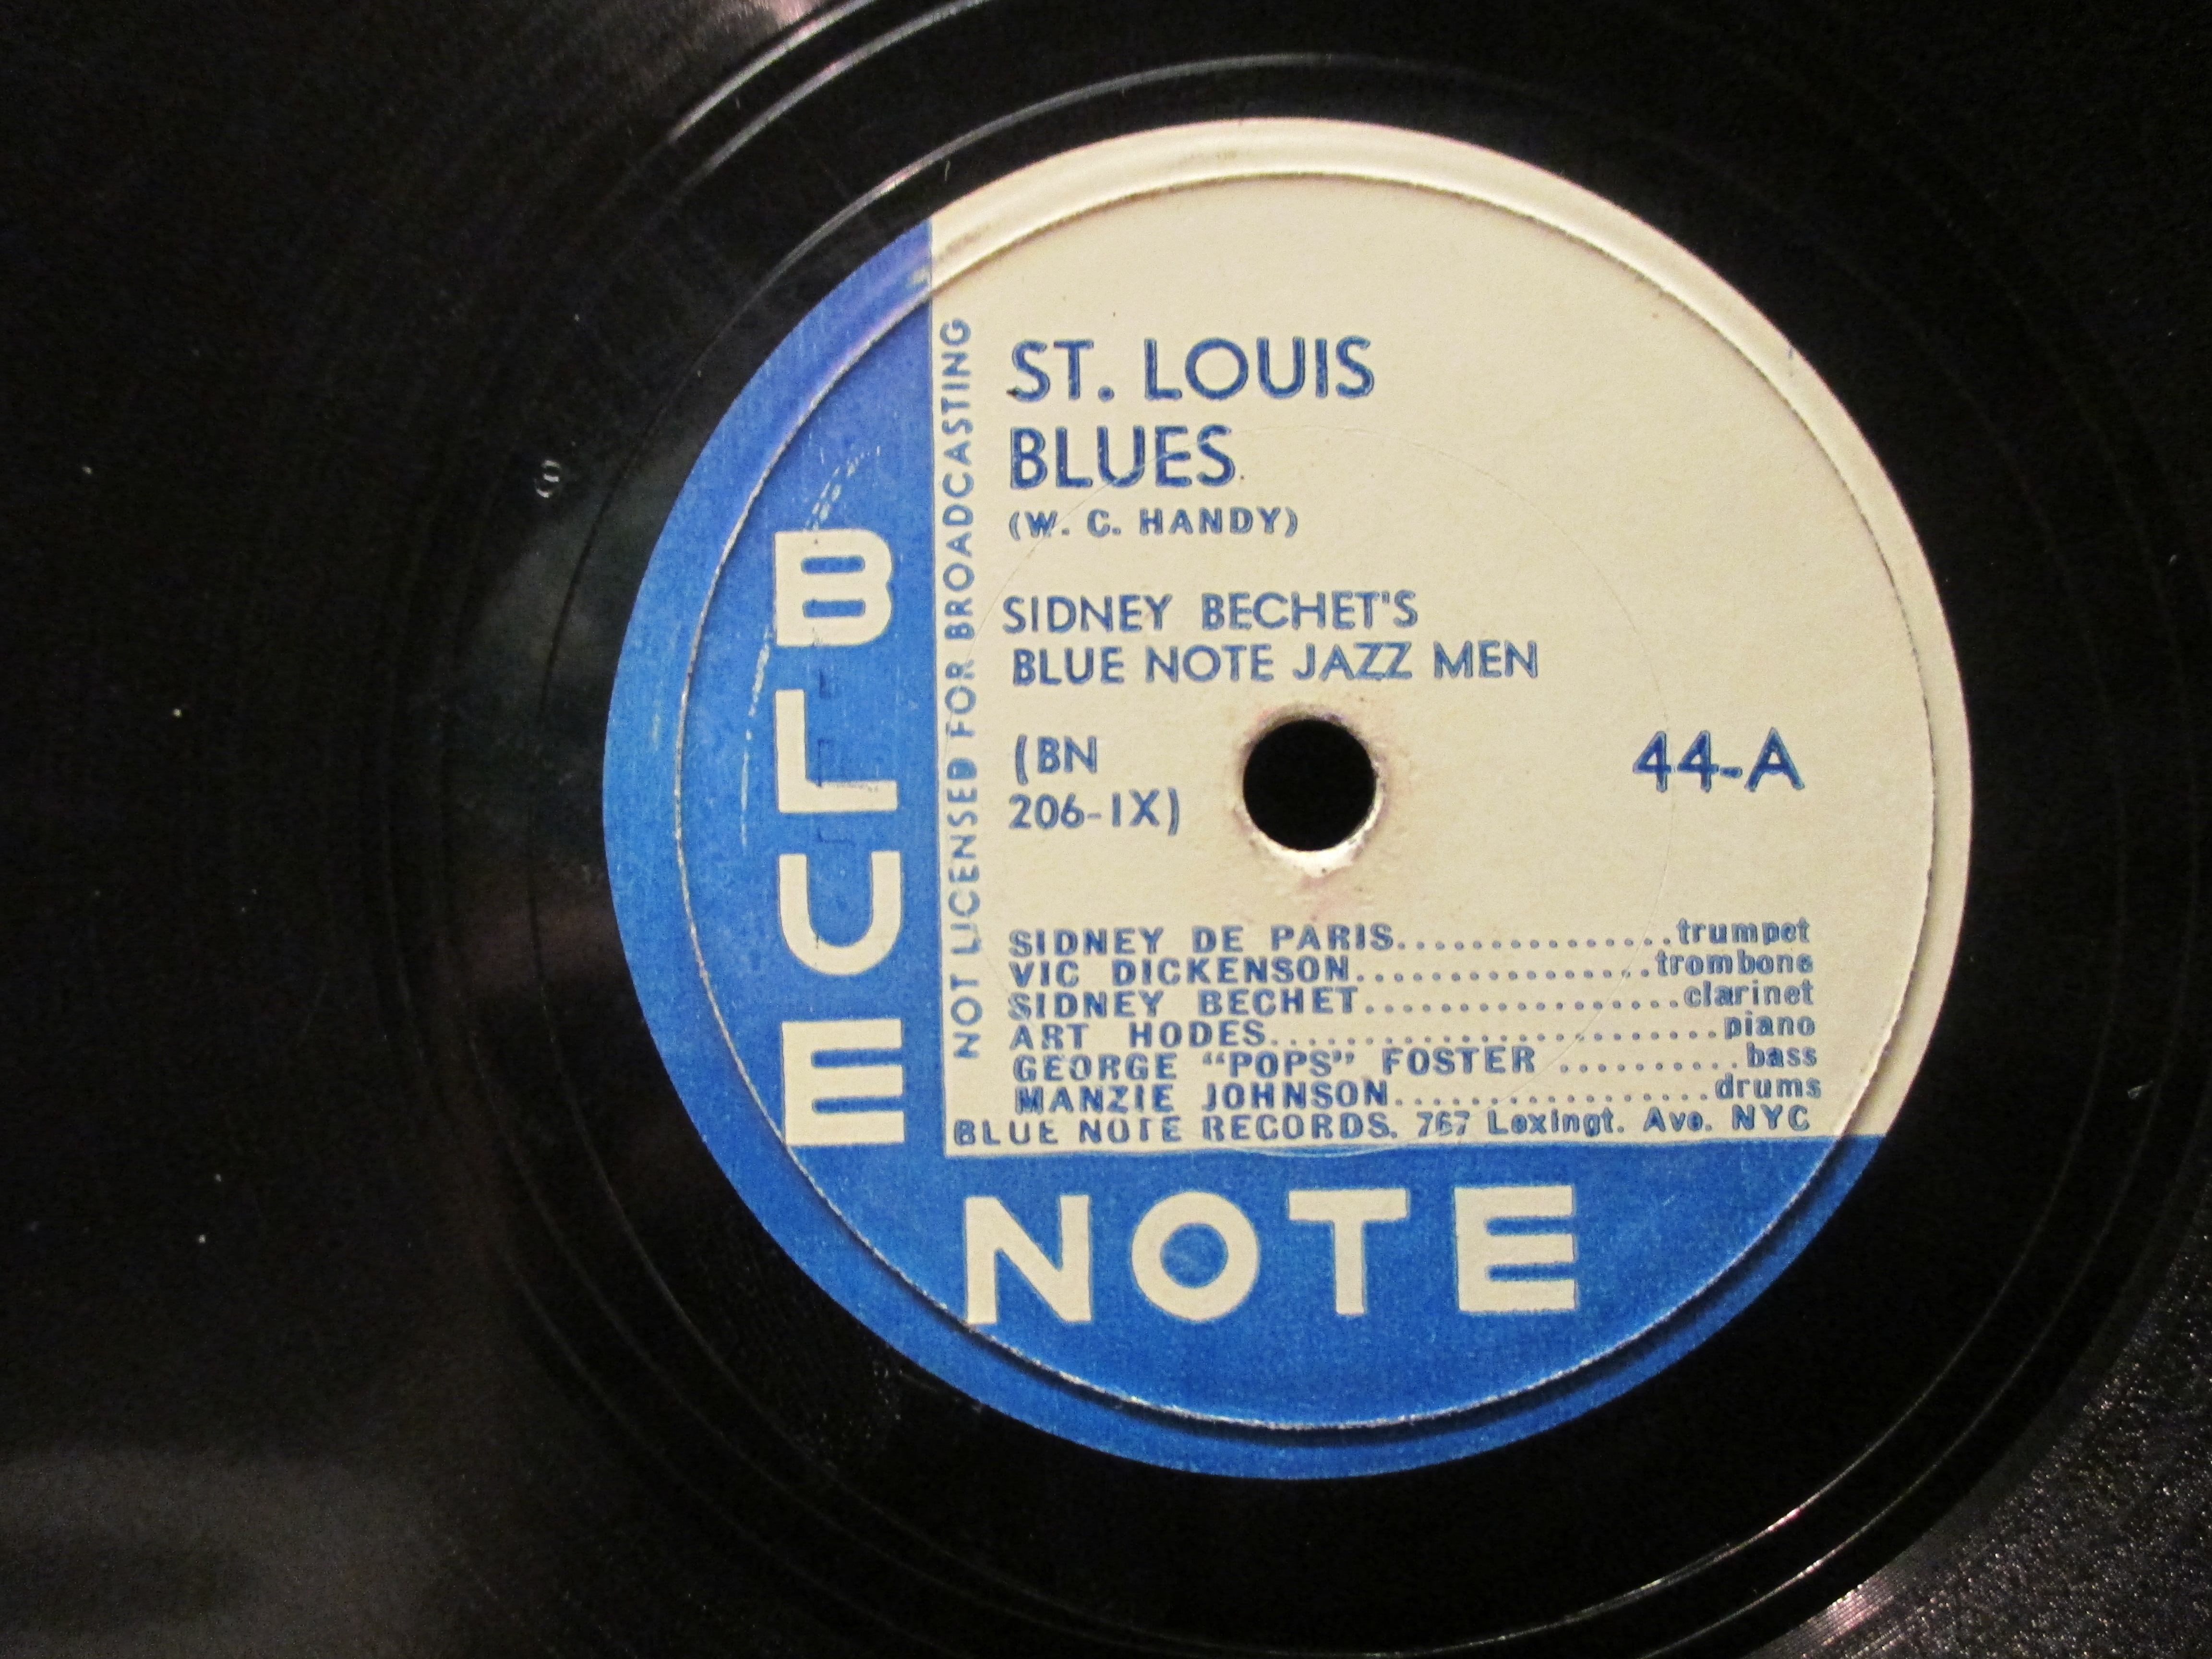 ST. LOUIS
BLUES
(W. C. HANDY)
SIDNEY BECHET'S
BLUE NOTE JAZZ MEN
(BN
206-1X)
44-A
SIDNEY DE PARIS................trumpet
VIC DICKENSON.................trombone
SIDNEY BECHET..................clarinet
ART HODES........................piano
GEORGE "POPS" FOSTER ..........bass
MANZIE JOHNSON.................drums
BLUE NOTE RECORDS. 767 Lexingt. Ave. NYC
NOT LICENSED FOR BROADCASTING
BLUE
NOTE